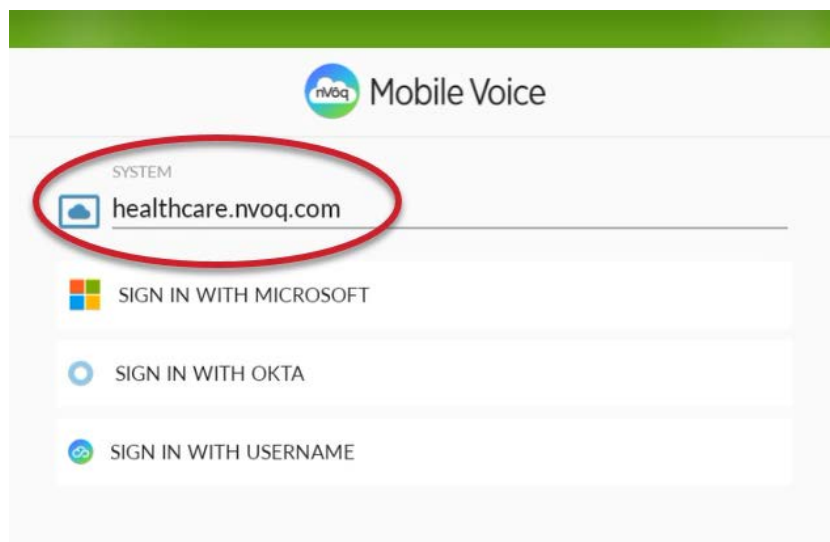 nVoq Mobile Voice
SYSTEM
healthcare.nvoq.com
SIGN IN WITH MICROSOFT
SIGN IN WITH OKTA
SIGN IN WITH USERNAME